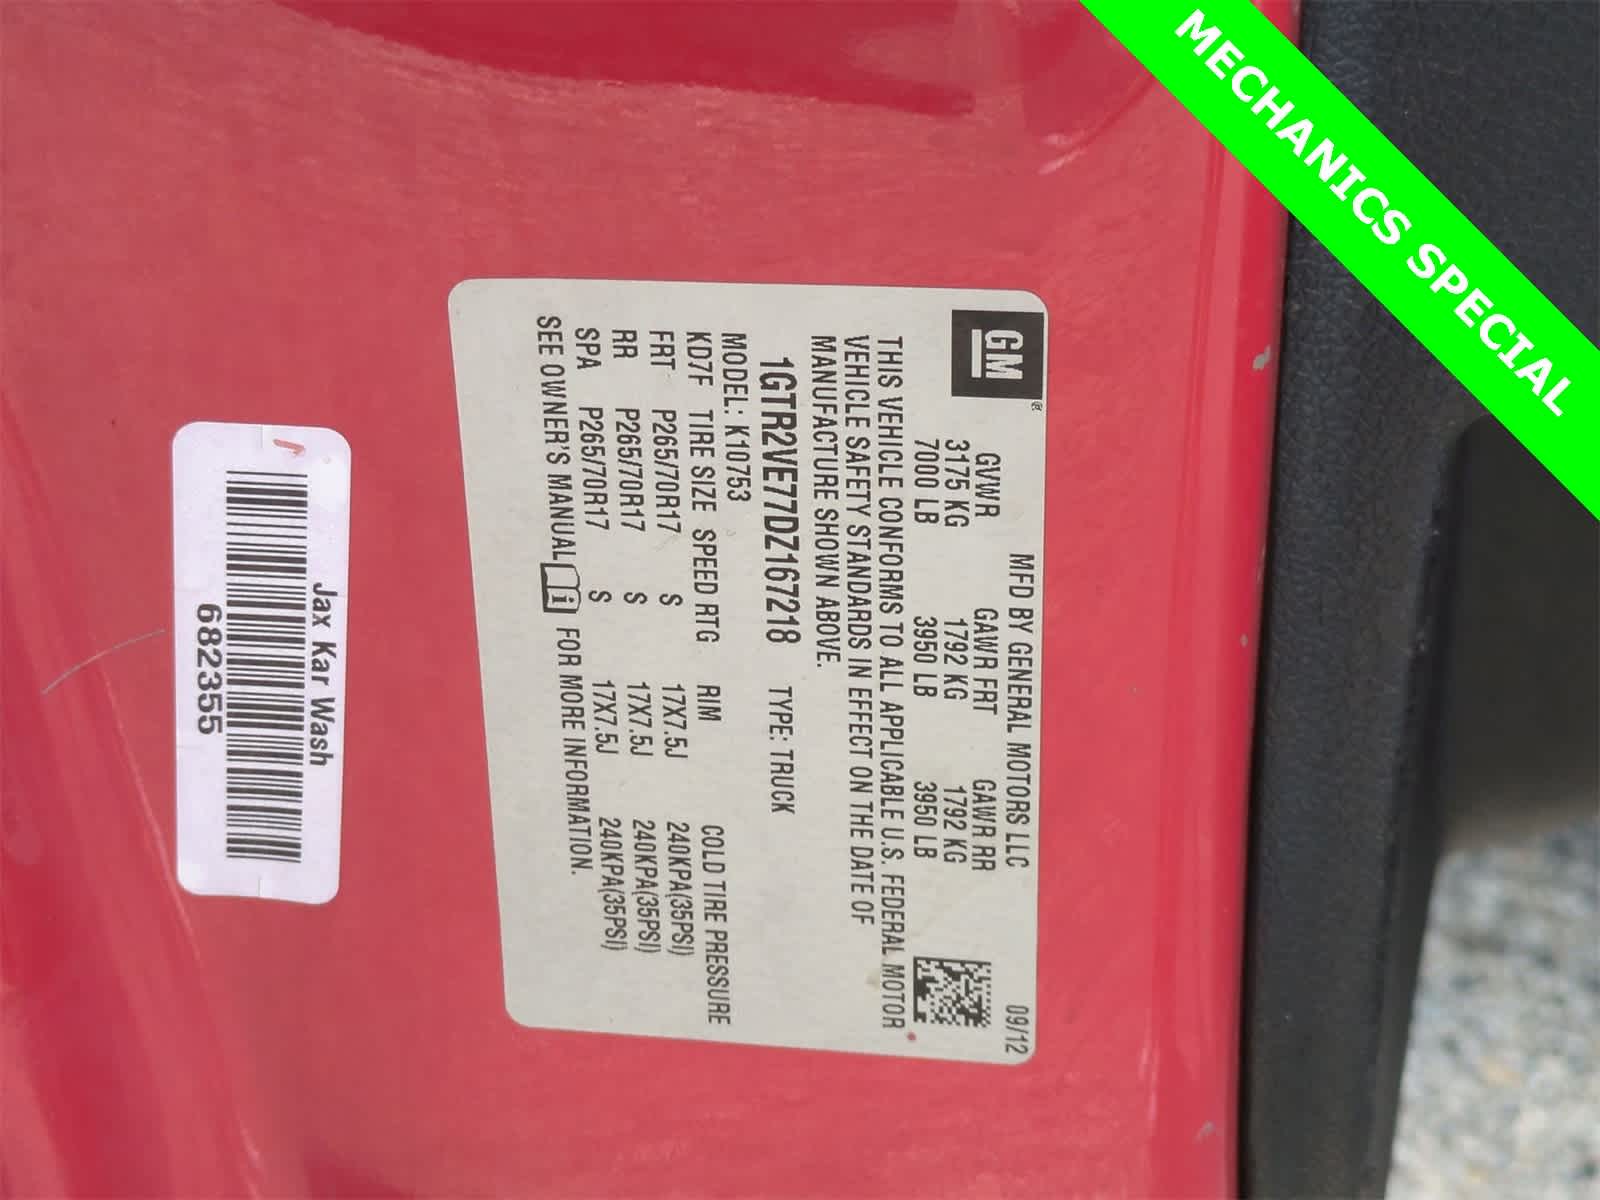 MECHANICS SPECIAL
GM®
MFD BY GENERAL MOTORS LLC 09/12
GVWR GAWR FRT GAWR RR
3175 KG 1792 KG 1792 KG
7000 LB 3950 LB 3950 LB
THIS VEHICLE CONFORMS TO ALL APPLICABLE U.S. FEDERAL MOTOR
VEHICLE SAFETY STANDARDS IN EFFECT ON THE DATE OF
MANUFACTURE SHOWN ABOVE.
1GTR2VE77DZ167218 TYPE: TRUCK
MODEL: K10753
KD7F TIRE SIZE SPEED RTG RIM COLD TIRE PRESSURE
FRT P265/70R17 S 17X7.5J 240KPA(35PSI)
RR P265/70R17 S 17X7.5J 240KPA(35PSI)
SPA P265/70R17 S 17X7.5J 240KPA(35PSI)
SEE OWNER'S MANUAL i FOR MORE INFORMATION.
Jax Kar Wash
682355